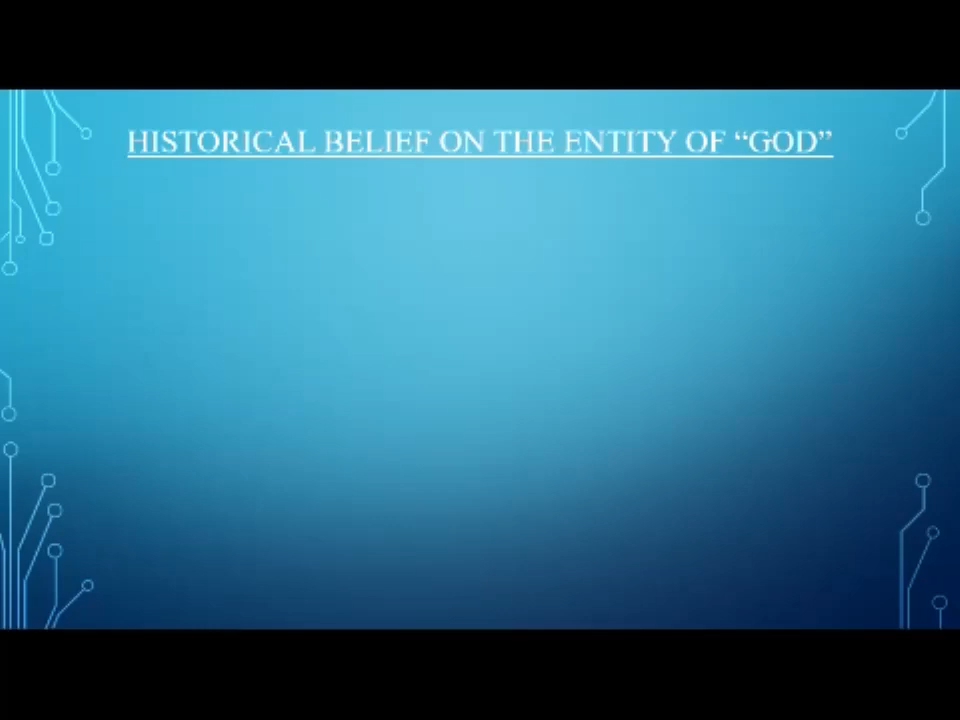 HISTORICAL BELIEF ON THE ENTITY OF “GOD”